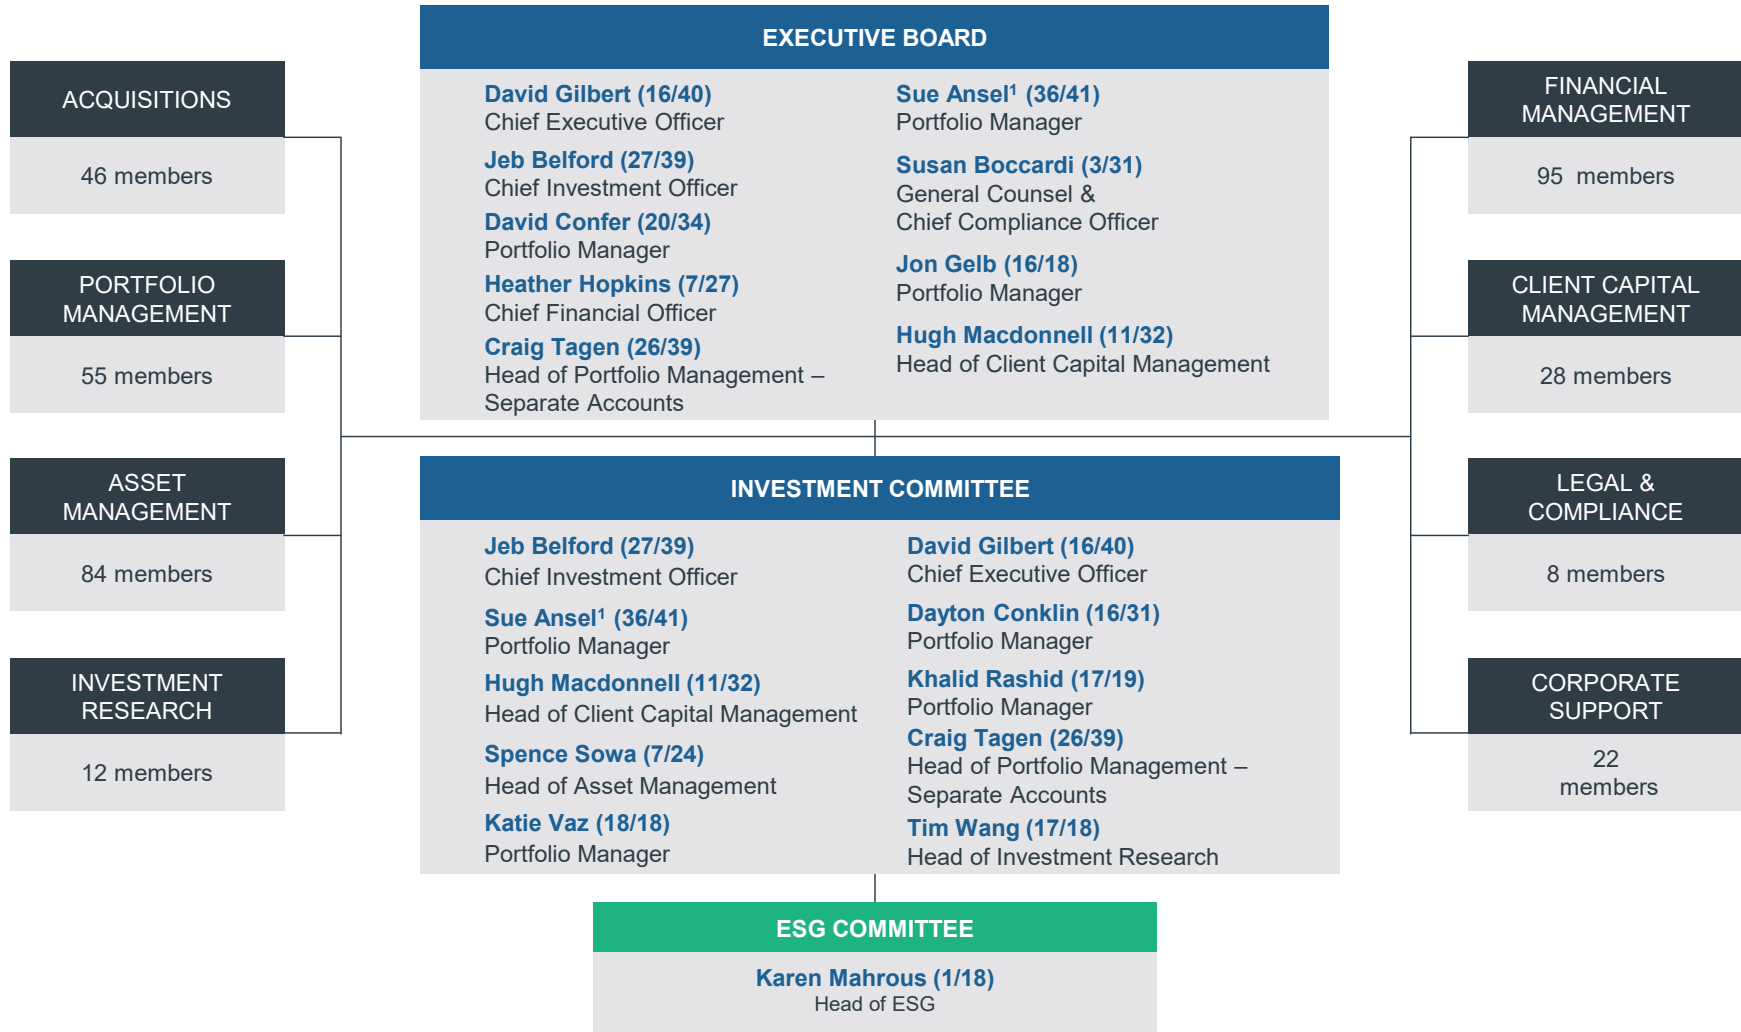 EXECUTIVE BOARD
David Gilbert (16/40)
Chief Executive Officer
Jeb Belford (27/39)
Chief Investment Officer
David Confer (20/34)
Portfolio Manager
Heather Hopkins (7/27)
Chief Financial Officer
Craig Tagen (26/39)
Head of Portfolio Management –
Separate Accounts
Sue Ansel¹ (36/41)
Portfolio Manager
Susan Boccardi (3/31)
General Counsel &
Chief Compliance Officer
Jon Gelb (16/18)
Portfolio Manager
Hugh Macdonnell (11/32)
Head of Client Capital Management
ACQUISITIONS
46 members
PORTFOLIO
MANAGEMENT
55 members
ASSET
MANAGEMENT
84 members
INVESTMENT
RESEARCH
12 members
FINANCIAL
MANAGEMENT
95 members
CLIENT CAPITAL
MANAGEMENT
28 members
LEGAL &
COMPLIANCE
8 members
CORPORATE
SUPPORT
22
members
INVESTMENT COMMITTEE
Jeb Belford (27/39)
Chief Investment Officer
Sue Ansel¹ (36/41)
Portfolio Manager
Hugh Macdonnell (11/32)
Head of Client Capital Management
Spence Sowa (7/24)
Head of Asset Management
Katie Vaz (18/18)
Portfolio Manager
David Gilbert (16/40)
Chief Executive Officer
Dayton Conklin (16/31)
Portfolio Manager
Khalid Rashid (17/19)
Portfolio Manager
Craig Tagen (26/39)
Head of Portfolio Management –
Separate Accounts
Tim Wang (17/18)
Head of Investment Research
ESG COMMITTEE
Karen Mahrous (1/18)
Head of ESG